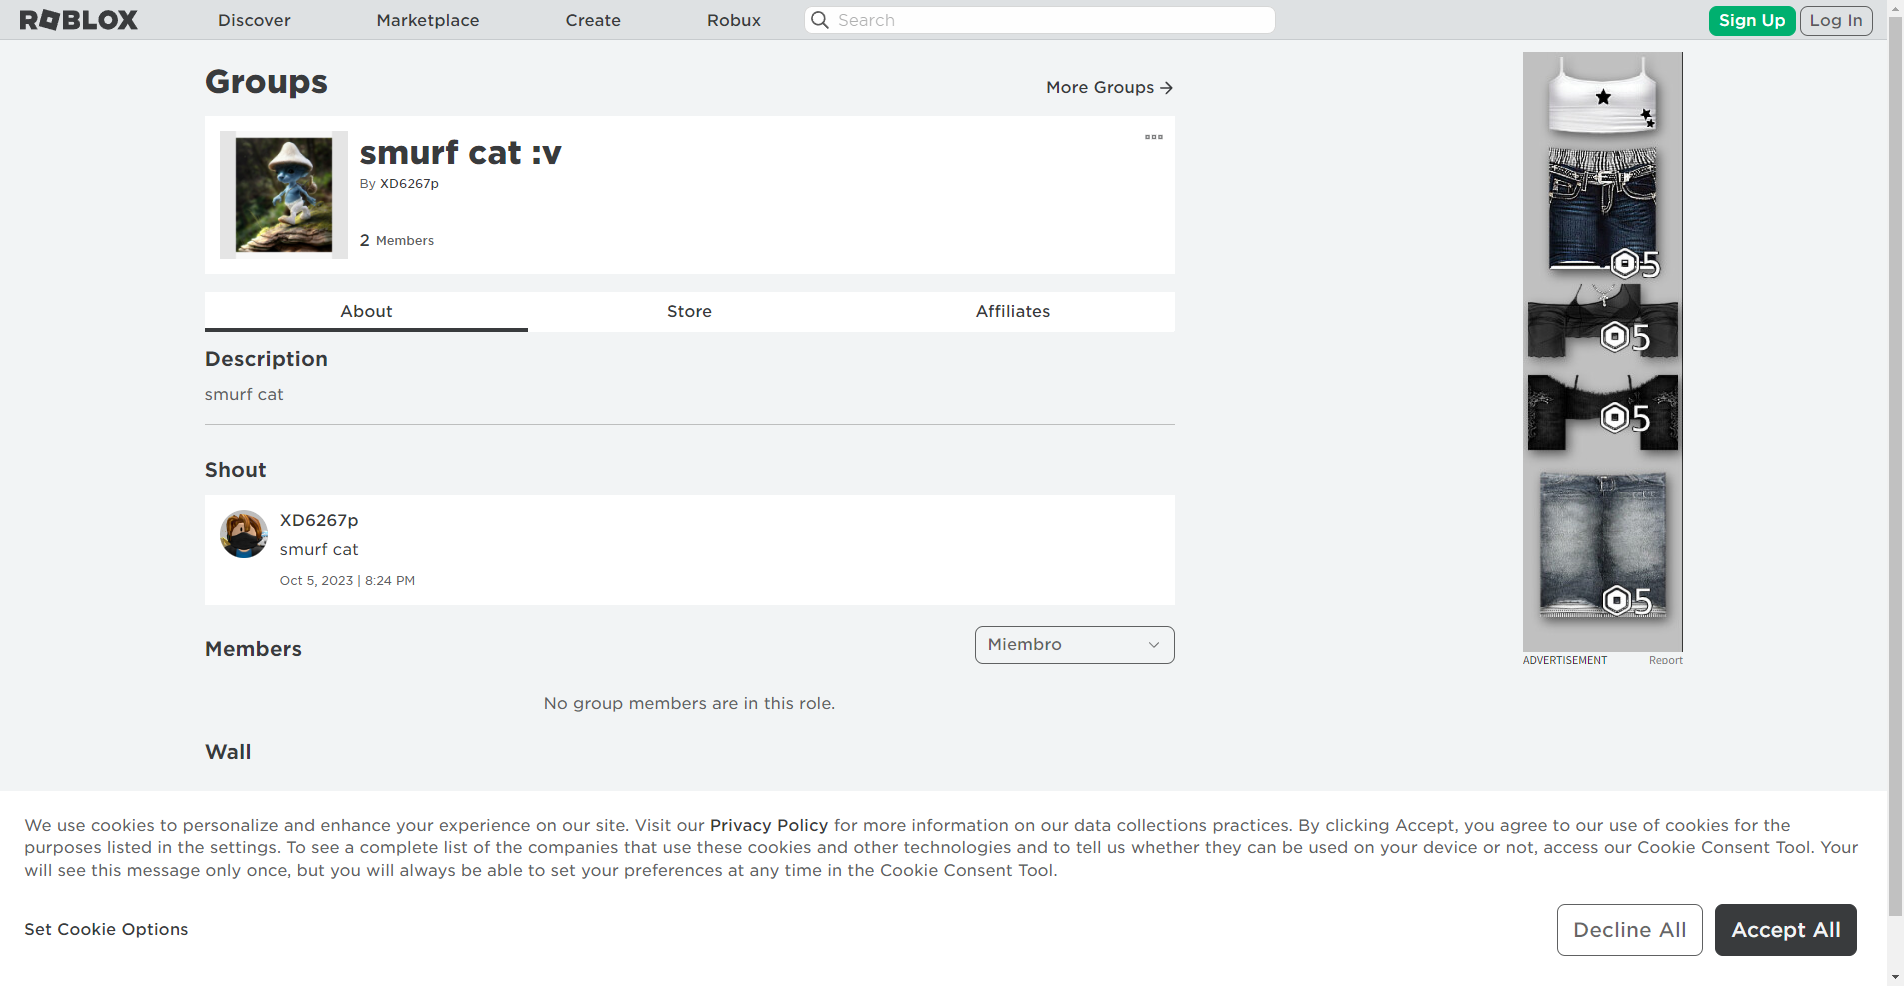 ROBLOX
Discover
Marketplace
Create
Robux
Search
Sign Up
Log In
Groups
More Groups
smurf cat :v
By XD6267p
2 Members
About
Store
Affiliates
Description
smurf cat
Shout
XD6267p
smurf cat
Oct 5, 2023 | 8:24 PM
Members
Miembro
No group members are in this role.
Wall
5
5
5
5
ADVERTISEMENT
Report
We use cookies to personalize and enhance your experience on our site. Visit our Privacy Policy for more information on our data collections practices. By clicking Accept, you agree to our use of cookies for the
purposes listed in the settings. To see a complete list of the companies that use these cookies and other technologies and to tell us whether they can be used on your device or not, access our Cookie Consent Tool. Your
will see this message only once, but you will always be able to set your preferences at any time in the Cookie Consent Tool.
Set Cookie Options
Decline All
Accept All